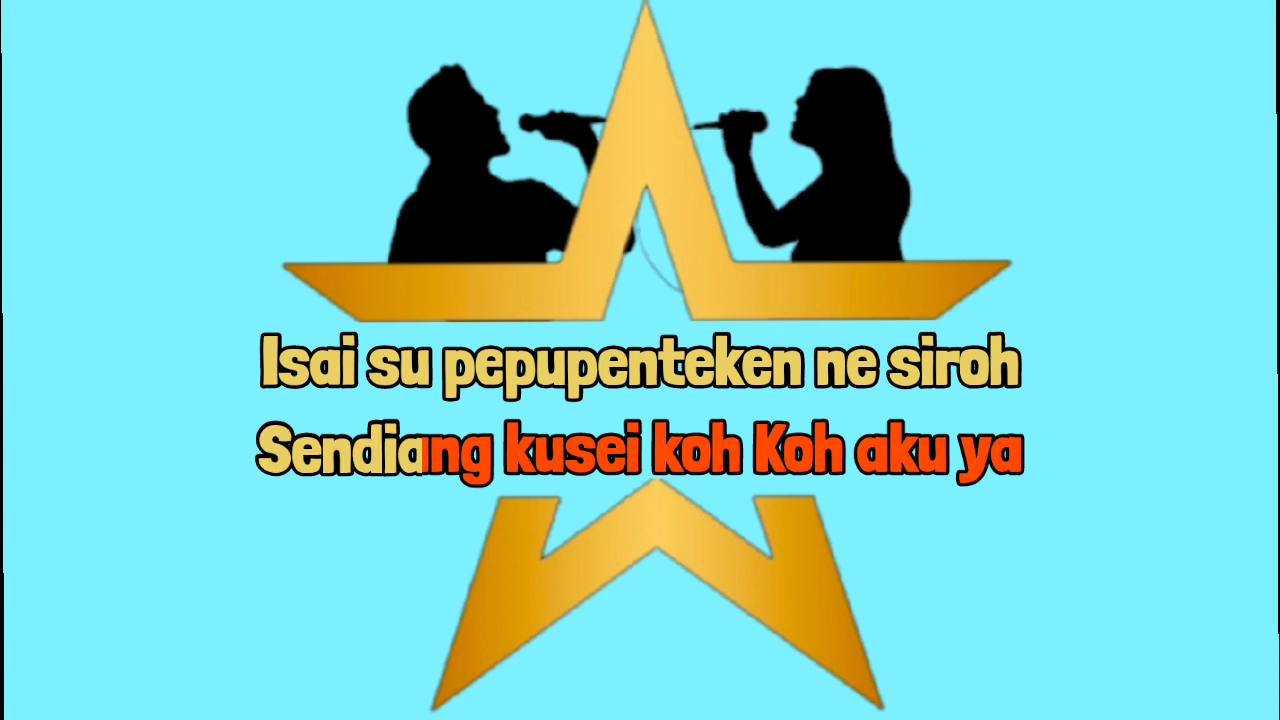 Isai su pepupenteken ne siroh
Sendiang kusei koh Koh aku ya